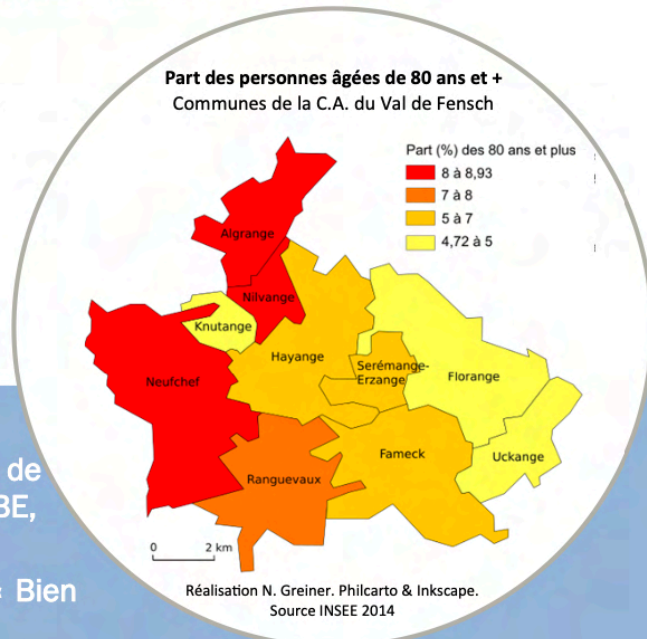 Part des personnes âgées de 80 ans et +
Communes de la C.A. du Val de Fensch
Part (%) des 80 ans et plus
8 à 8,93
7 à 8
5 à 7
4,72 à 5
Algrange
Nilvange
Knutange
Hayange
Serémange-
Erzange
Neufchef
Florange
Fameck
Uckange
Ranguevaux
de
BE,
Bien
0 2 km
Réalisation N. Greiner. Philcarto & Inkscape.
Source INSEE 2014